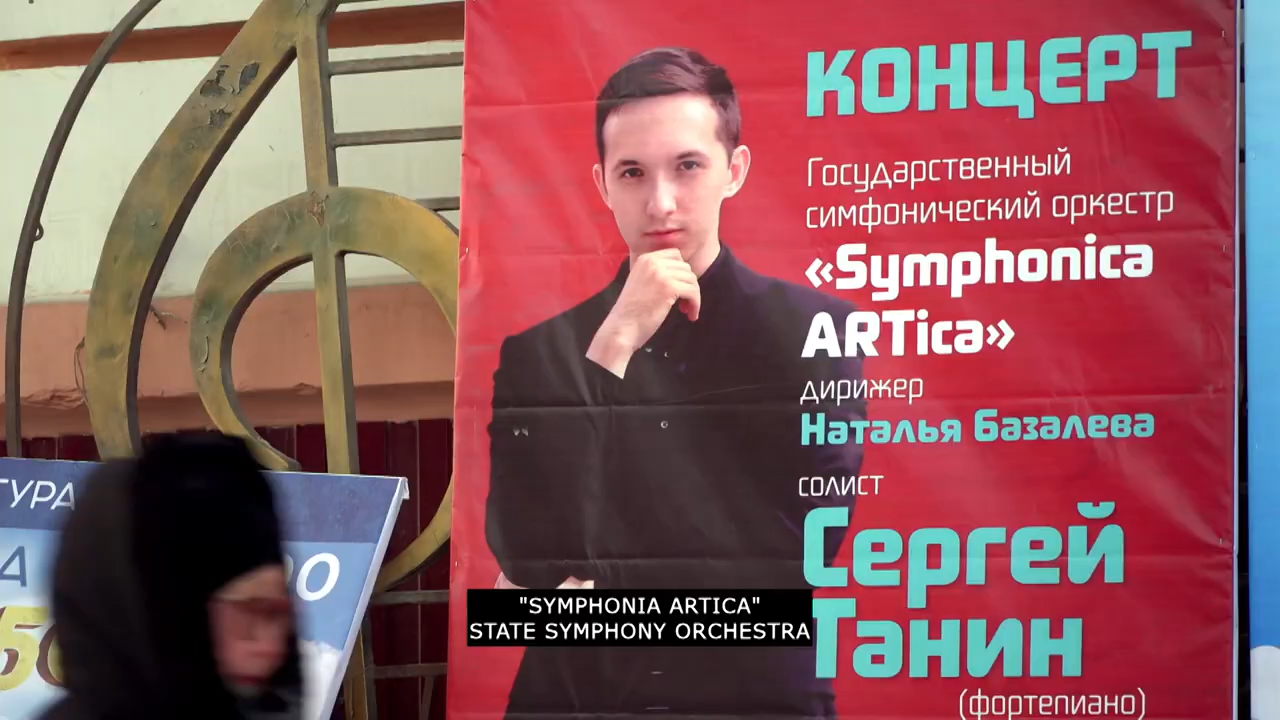 КОНЦЕРТ
Государственный
симфонический оркестр
«Symphonica
ARTica»
дирижер
Наталья Базалева
солист
Сергей
Танин
(фортепиано)
"SYMPHONIA ARTICA"
STATE SYMPHONY ORCHESTRA